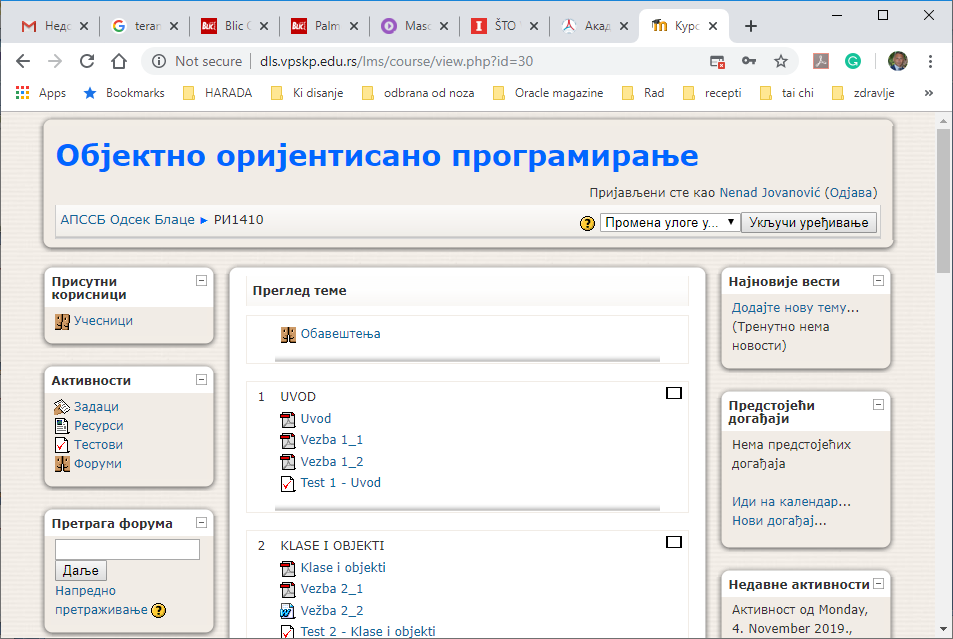 Недс
teran
Blic
Palm
Masc
ŠTO
Акад
Курс
Not secure
dls.vpskp.edu.rs/lms/course/view.php?id=30
Apps
Bookmarks
HARADA
Ki disanje
odbrana od noza
Oracle magazine
Rad
recepti
tai chi
zdravlje
»
Објектно оријентисано програмирање
Пријављени сте као Nenad Jovanović (Одјава)
АПССБ Одсек Блаце ► РИ1410
Промена улоге у...
Укључи уређивање
Присутни
корисници
Учесници
Активности
Задаци
Ресурси
Тестови
Форуми
Претрага форума
Даље
Напредно
претраживање
Преглед теме
Обавештења
1 UVOD
Uvod
Vezba 1_1
Vezba 1_2
Test 1 - Uvod
2 KLASE I OBJEKTI
Klase i objekti
Vezba 2_1
Vežba 2_2
Test 2 - Klase i objekti
Најновије вести
Додајте нову тему...
(Тренутно нема
новости)
Предстојећи
догађаји
Нема предстојећих
догађаја
Иди на календар...
Нови догађај...
Недавне активности
Активност од Monday,
4. November 2019.,